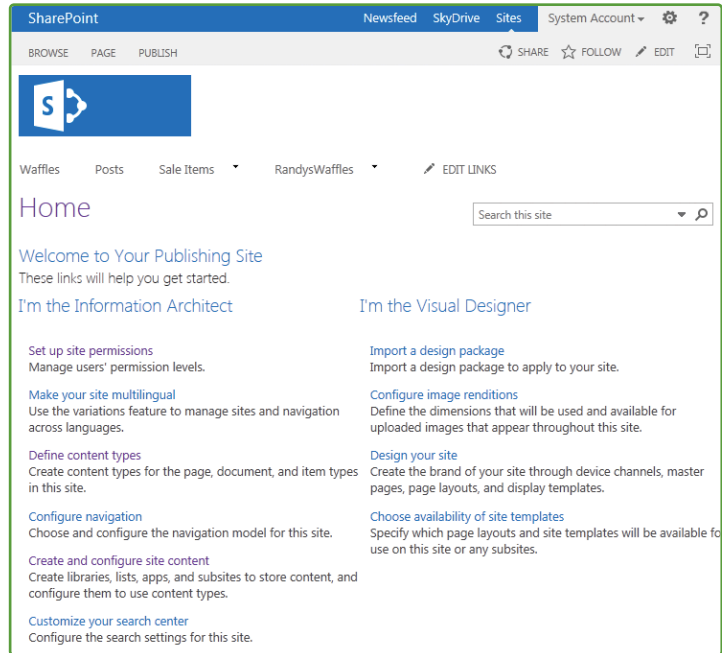 SharePoint Newsfeed SkyDrive Sites System Account ?
BROWSE PAGE PUBLISH SHARE FOLLOW EDIT
S
Waffles Posts Sale Items RandysWaffles EDIT LINKS
Home
Search this site
Welcome to Your Publishing Site
These links will help you get started.
I'm the Information Architect
Set up site permissions
Manage users' permission levels.
Make your site multilingual
Use the variations feature to manage sites and navigation
across languages.
Define content types
Create content types for the page, document, and item types
in this site.
Configure navigation
Choose and configure the navigation model for this site.
Create and configure site content
Create libraries, lists, apps, and subsites to store content, and
configure them to use content types.
Customize your search center
Configure the search settings for this site.
I'm the Visual Designer
Import a design package
Import a design package to apply to your site.
Configure image renditions
Define the dimensions that will be used and available for
uploaded images that appear throughout this site.
Design your site
Create the brand of your site through device channels, master
pages, page layouts, and display templates.
Choose availability of site templates
Specify which page layouts and site templates will be available fo
use on this site or any subsites.